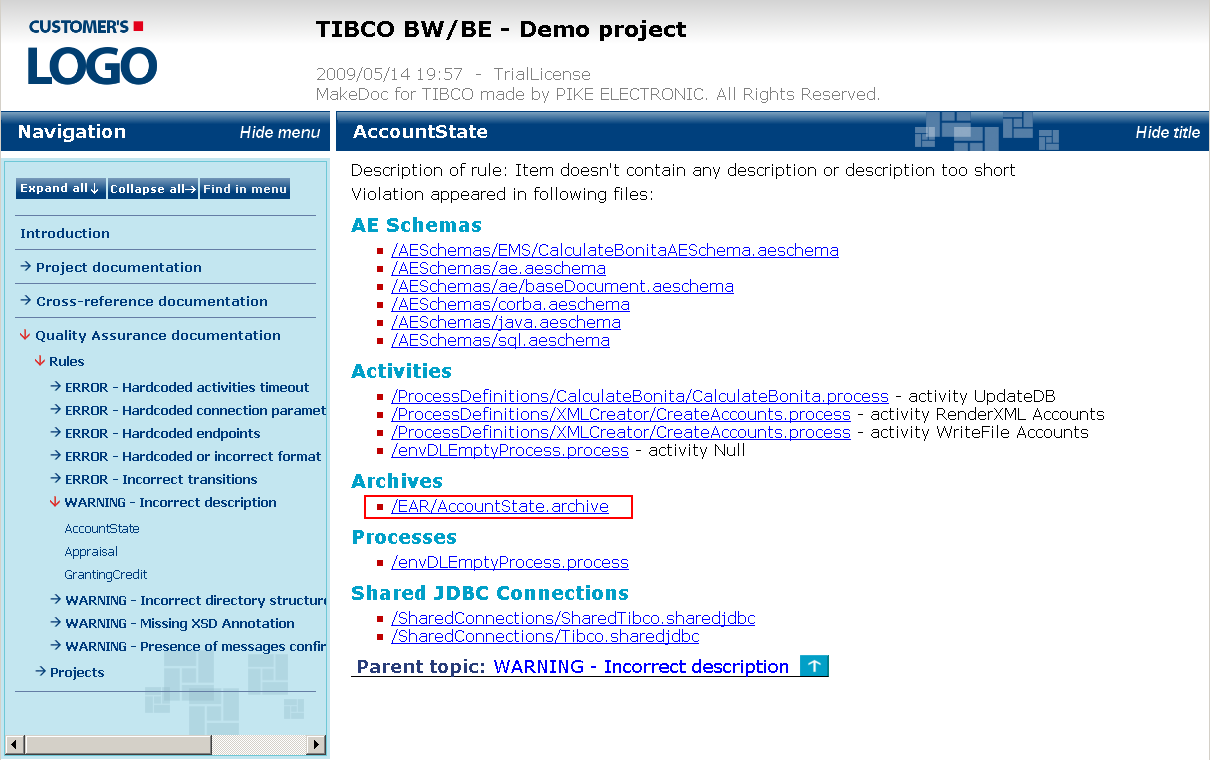 CUSTOMER'S
LOGO
TIBCO BW/BE - Demo project
2009/05/14 19:57 - TrialLicense
MakeDoc for TIBCO made by PIKE ELECTRONIC. All Rights Reserved.
Navigation Hide menu
Expand all↓ Collapse all→ Find in menu
Introduction
Project documentation
Cross-reference documentation
Quality Assurance documentation
Rules
ERROR - Hardcoded activities timeout
ERROR - Hardcoded connection paramet
ERROR - Hardcoded endpoints
ERROR - Hardcoded or incorrect format
ERROR - Incorrect transitions
WARNING - Incorrect description
AccountState
Appraisal
GrantingCredit
WARNING - Incorrect directory structure
WARNING - Missing XSD Annotation
WARNING - Presence of messages confir
Projects
AccountState Hide title
Description of rule: Item doesn't contain any description or description too short
Violation appeared in following files:
AE Schemas
/AESchemas/EMS/CalculateBonitaAESchema.aeschema
/AESchemas/ae.aeschema
/AESchemas/ae/baseDocument.aeschema
/AESchemas/corba.aeschema
/AESchemas/java.aeschema
/AESchemas/sql.aeschema
Activities
/ProcessDefinitions/CalculateBonita/CalculateBonita.process - activity UpdateDB
/ProcessDefinitions/XMLCreator/CreateAccounts.process - activity RenderXML Accounts
/ProcessDefinitions/XMLCreator/CreateAccounts.process - activity WriteFile Accounts
/envDLEmptyProcess.process - activity Null
Archives
/EAR/AccountState.archive
Processes
/envDLEmptyProcess.process
Shared JDBC Connections
/SharedConnections/SharedTibco.sharedjdbc
/SharedConnections/Tibco.sharedjdbc
Parent topic: WARNING - Incorrect description ↑